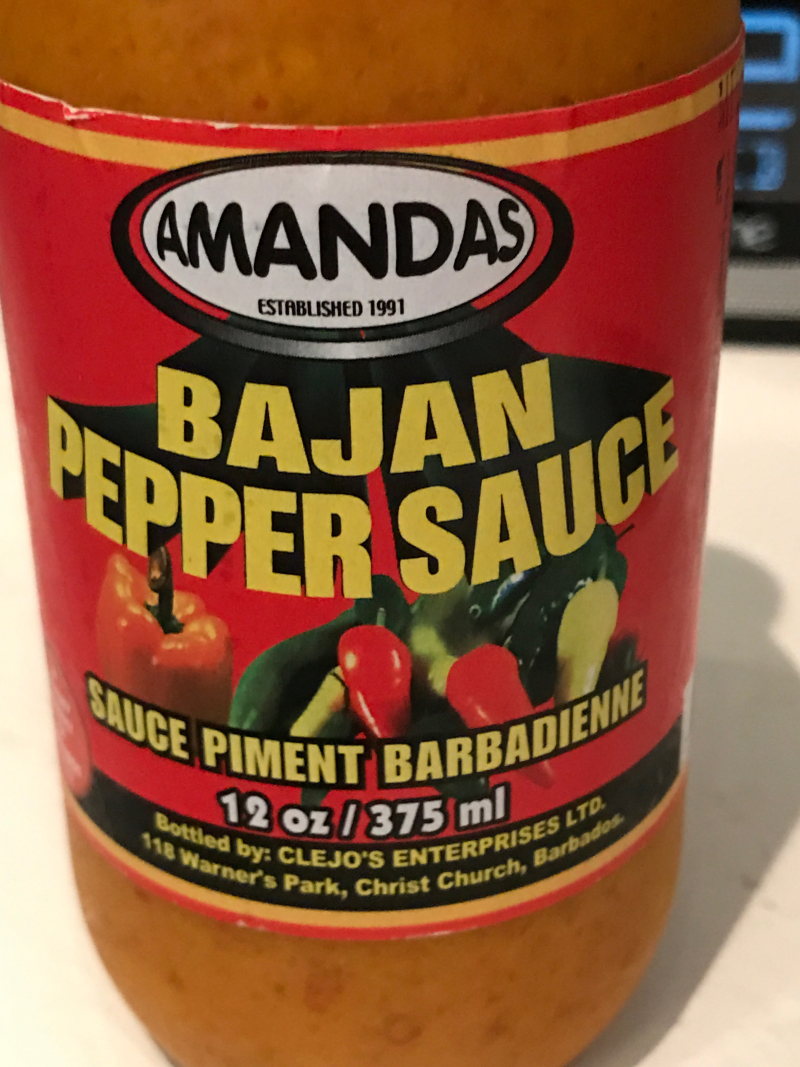 AMANDAS
ESTABLISHED 1991
BAJAN
PEPPER SAUCE
SAUCE PIMENT BARBADIENNE
12 oz / 375 ml
Bottled by: CLEJO'S ENTERPRISES LTD.
118 Warner's Park, Christ Church, Barbados.